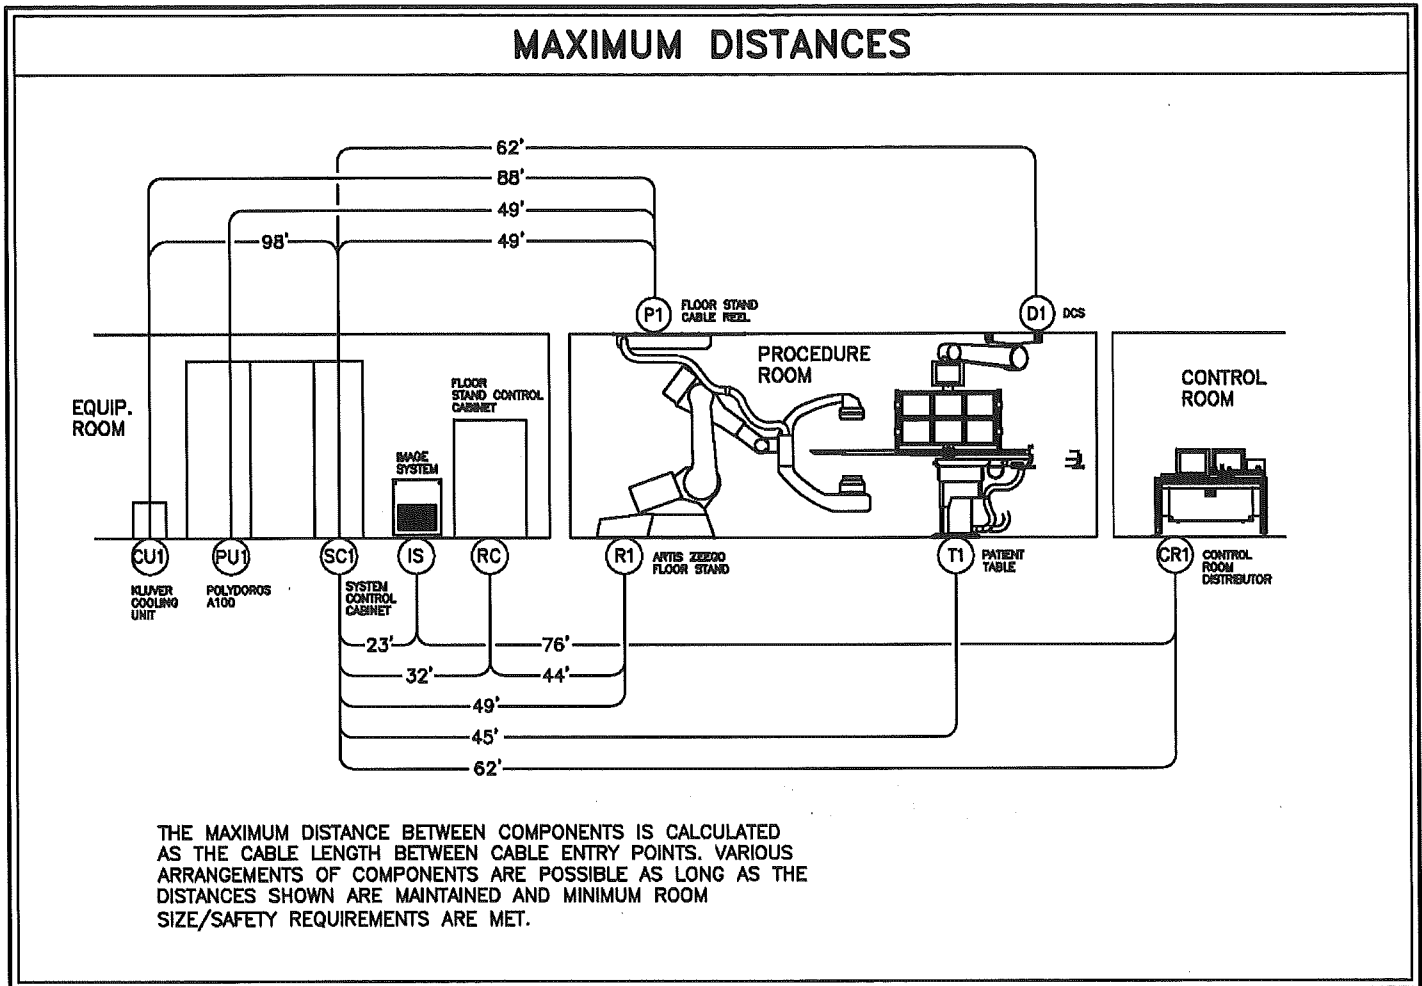 MAXIMUM DISTANCES
62'
88'
49'
98'
49'
P1
FLOOR STAND
CABLE REEL
D1
DCS
EQUIP.
ROOM
FLOOR
STAND CONTROL
CABINET
IMAGE
SYSTEM
PROCEDURE
ROOM
CONTROL
ROOM
CU1
KLUVER
COOLING
UNIT
PU1
POLYDOROS
A100
SC1
SYSTEM
CONTROL
CABINET
IS
RC
R1
ARTIS ZEEGO
FLOOR STAND
T1
PATIENT
TABLE
CR1
CONTROL
ROOM
DISTRIBUTOR
23'
76'
32'
44'
49'
45'
62'
THE MAXIMUM DISTANCE BETWEEN COMPONENTS IS CALCULATED
AS THE CABLE LENGTH BETWEEN CABLE ENTRY POINTS. VARIOUS
ARRANGEMENTS OF COMPONENTS ARE POSSIBLE AS LONG AS THE
DISTANCES SHOWN ARE MAINTAINED AND MINIMUM ROOM
SIZE/SAFETY REQUIREMENTS ARE MET.